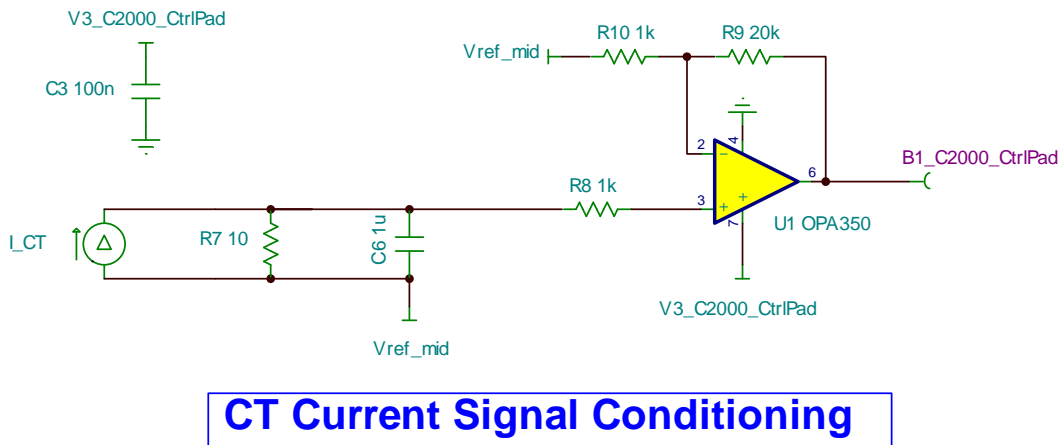 V3_C2000_CtrlPad
C3 100n
Vref_mid
R10 1k
R9 20k
2
4
6
B1_C2000_CtrlPad
R8 1k
3
7
U1 OPA350
I_CT
R7 10
C6 1u
V3_C2000_CtrlPad
Vref_mid
CT Current Signal Conditioning